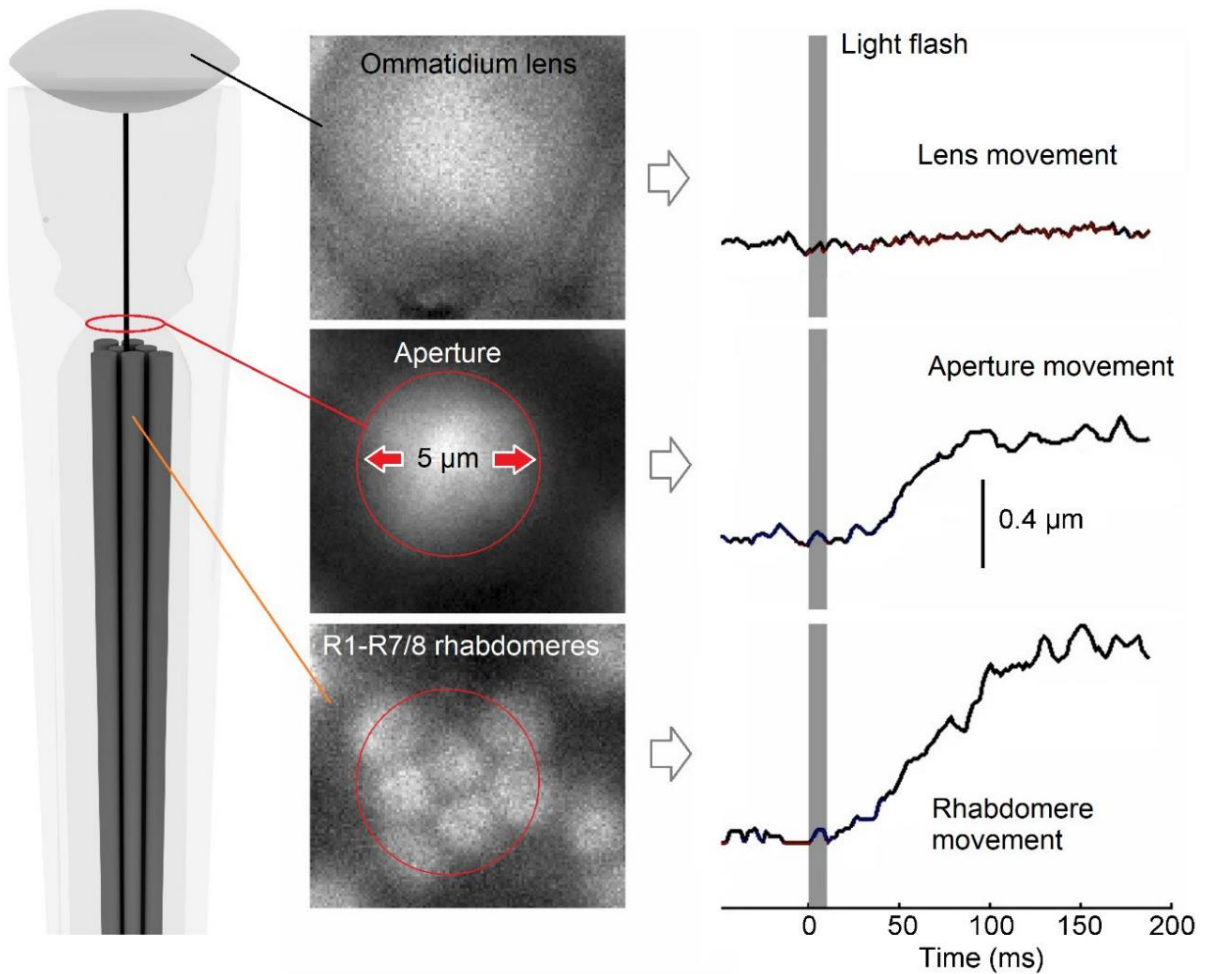 Ommatidium lens
Light flash
Lens movement
Aperture
5 µm
Aperture movement
0.4 µm
R1-R7/8 rhabdomeres
Rhabdomere
movement
0 50 100 150 200
Time (ms)